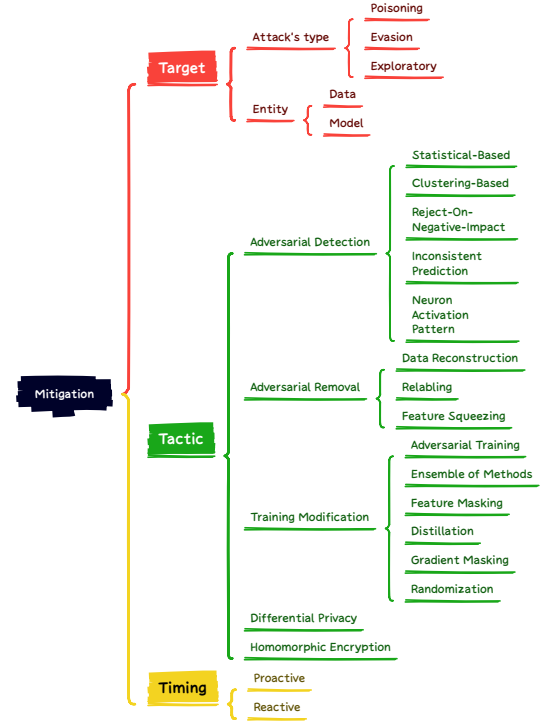 Poisoning
Attack's type
Evasion
Target
Exploratory
Entity
Data
Model
Statistical-Based
Clustering-Based
Reject-On-
Negative-Impact
Adversarial Detection
Inconsistent
Prediction
Neuron
Activation
Pattern
Mitigation
Data Reconstruction
Adversarial Removal
Relabling
Feature Squeezing
Tactic
Adversarial Training
Ensemble of Methods
Feature Masking
Training Modification
Distillation
Gradient Masking
Randomization
Differential Privacy
Homomorphic Encryption
Timing
Proactive
Reactive